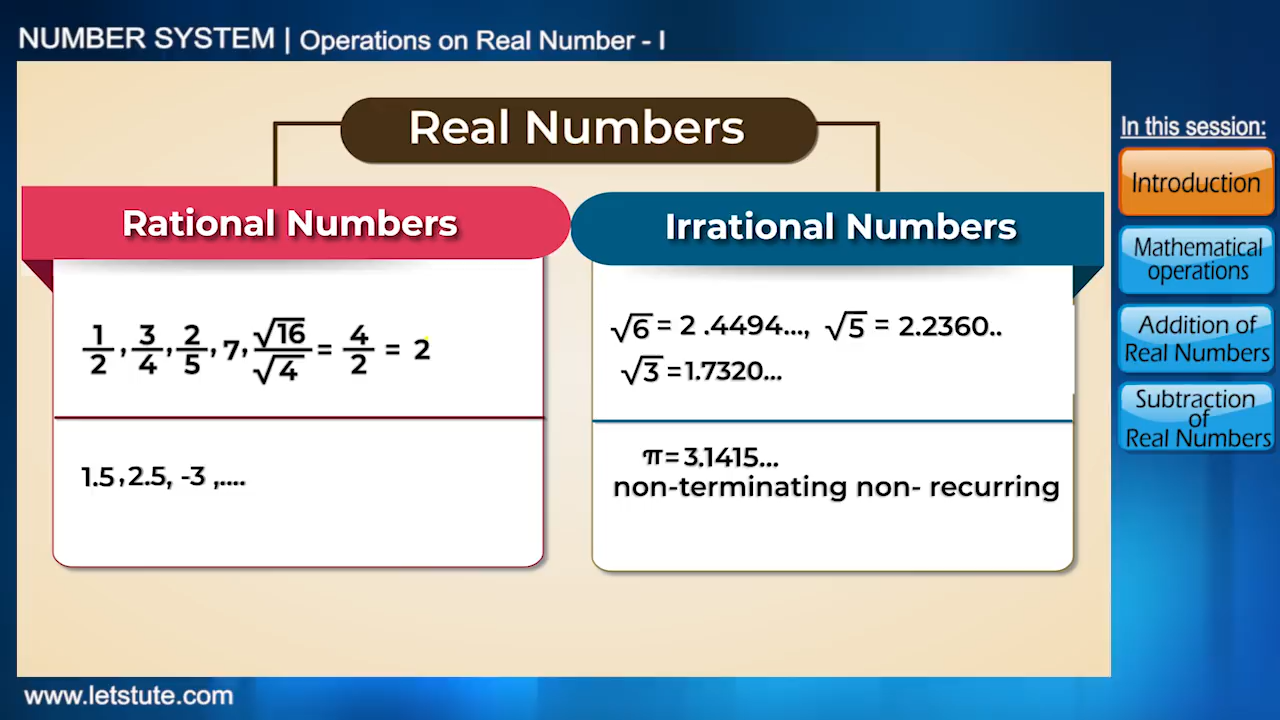 NUMBER SYSTEM | Operations on Real Number - I
Real Numbers
Rational Numbers
1/2, 3/4, 2/5, 7, √16/√4 = 4/2 = 2
1.5, 2.5, -3 ,....
Irrational Numbers
√6 = 2 .4494..., √5 = 2.2360..
√3 = 1.7320...
π = 3.1415...
non-terminating non- recurring
In this session:
Introduction
Mathematical
operations
Addition of
Real Numbers
Subtraction
of
Real Numbers
www.letstute.com